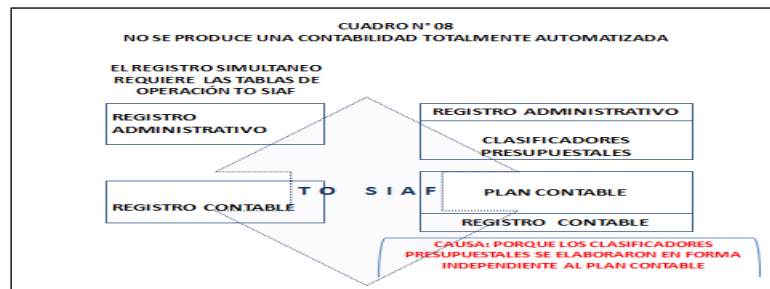 CUADRO N° 08
NO SE PRODUCE UNA CONTABILIDAD TOTALMENTE AUTOMATIZADA
EL REGISTRO SIMULTANEO
REQUIERE LAS TABLAS DE
OPERACIÓN TO SIAF
REGISTRO
ADMINISTRATIVO
REGISTRO ADMINISTRATIVO
CLASIFICADORES
PRESUPUESTALES
TO SIAF
REGISTRO CONTABLE
PLAN CONTABLE
REGISTRO CONTABLE
CAUSA: PORQUE LOS CLASIFICADORES
PRESUPUESTALES SE ELABORARON EN FORMA
INDEPENDIENTE AL PLAN CONTABLE